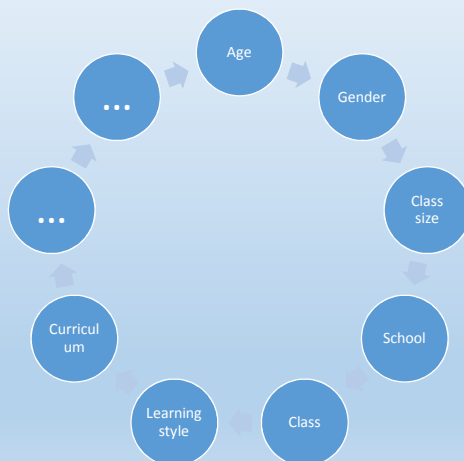 Age
Gender
Class
size
School
Class
Learning
style
Curricul
um
...
...